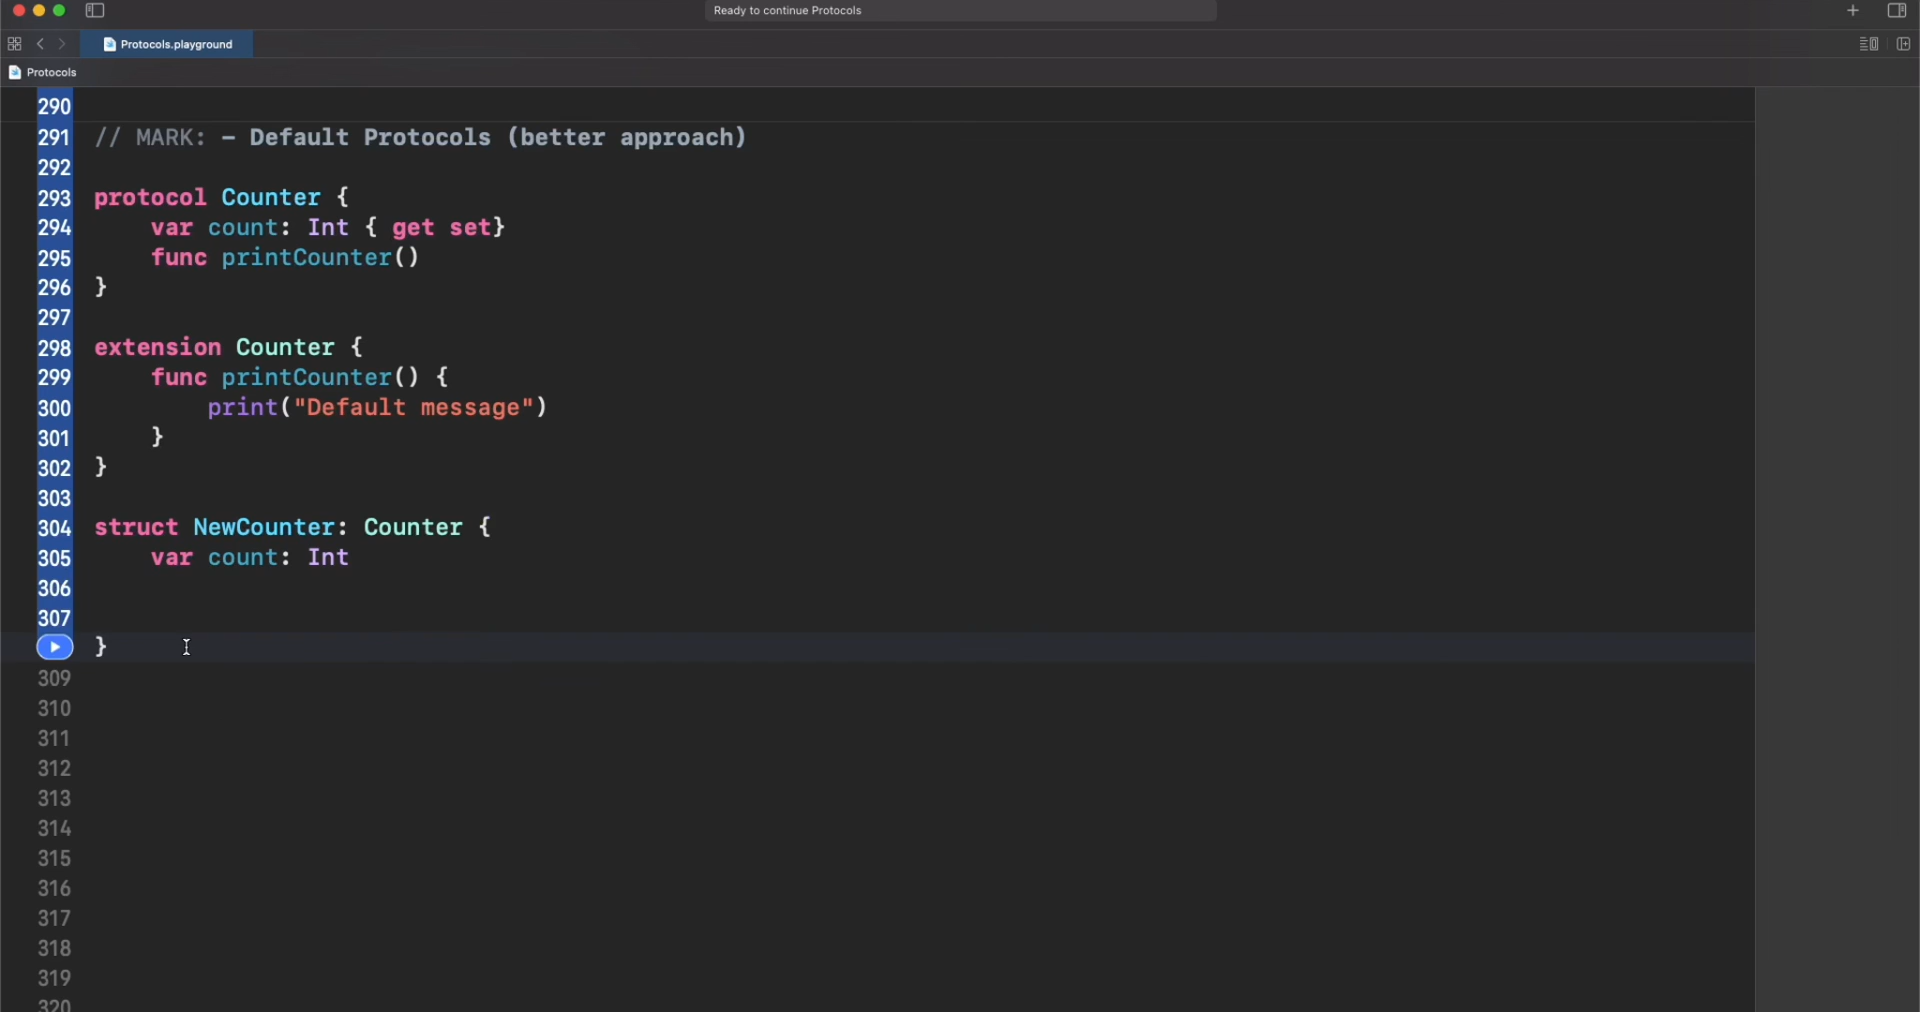 Ready to continue Protocols
Protocols.playground
Protocols
290
291 // MARK: - Default Protocols (better approach)
292
293 protocol Counter {
294     var count: Int { get set}
295     func printCounter()
296 }
297
298 extension Counter {
299     func printCounter() {
300         print("Default message")
301     }
302 }
303
304 struct NewCounter: Counter {
305     var count: Int
306
307
}
309
310
311
312
313
314
315
316
317
318
319
320